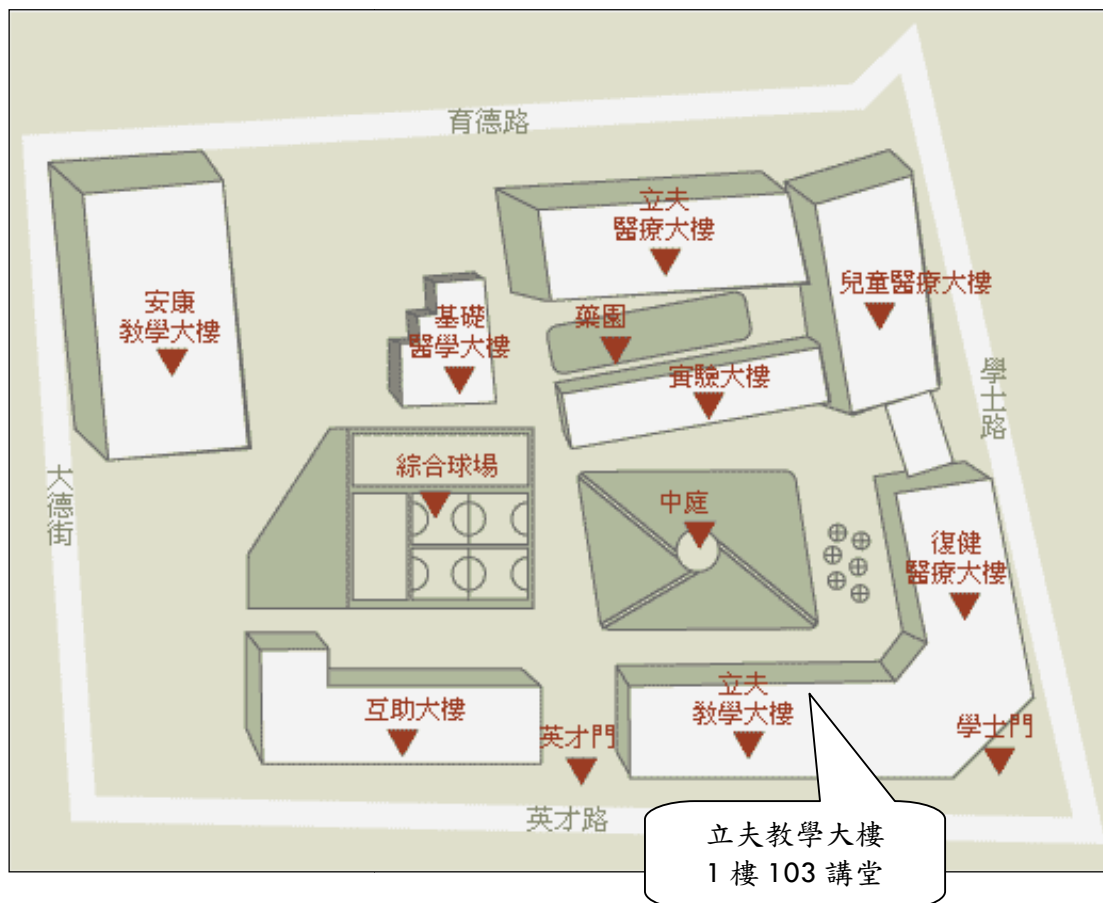 育德路
立夫
醫療大樓
兒童醫療大樓
安康
教學大樓
基礎
醫學大樓
藥園
實驗大樓
學士路
大德街
綜合球場
中庭
復健
醫療大樓
互助大樓
英才門
立夫
教學大樓
學士門
英才路
立夫教學大樓
1 樓 103 講堂